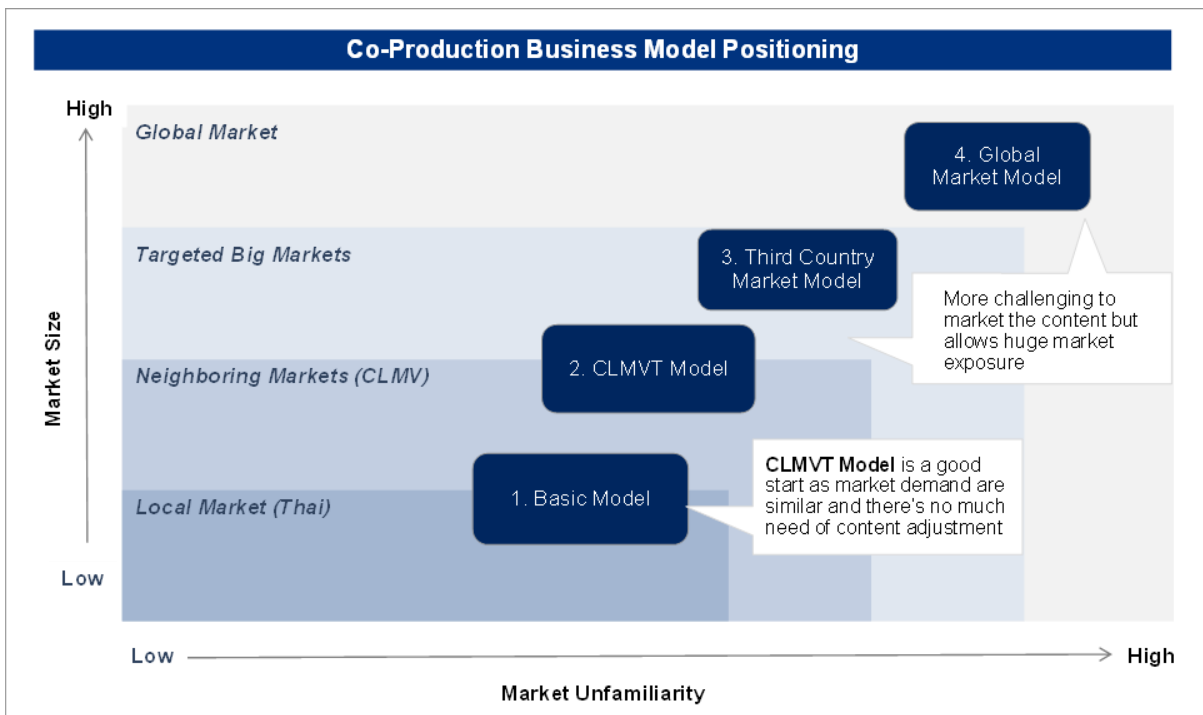 Co-Production Business Model Positioning
High
Global Market
4. Global
Market Model
Targeted Big Markets
3. Third Country
Market Model
More challenging to
market the content but
allows huge market
exposure
Market Size
Neighboring Markets (CLMV)
2. CLMVT Model
CLMVT Model is a good
start as market demand are
similar and there's no much
need of content adjustment
Local Market (Thai)
1. Basic Model
Low
Low
High
Market Unfamiliarity